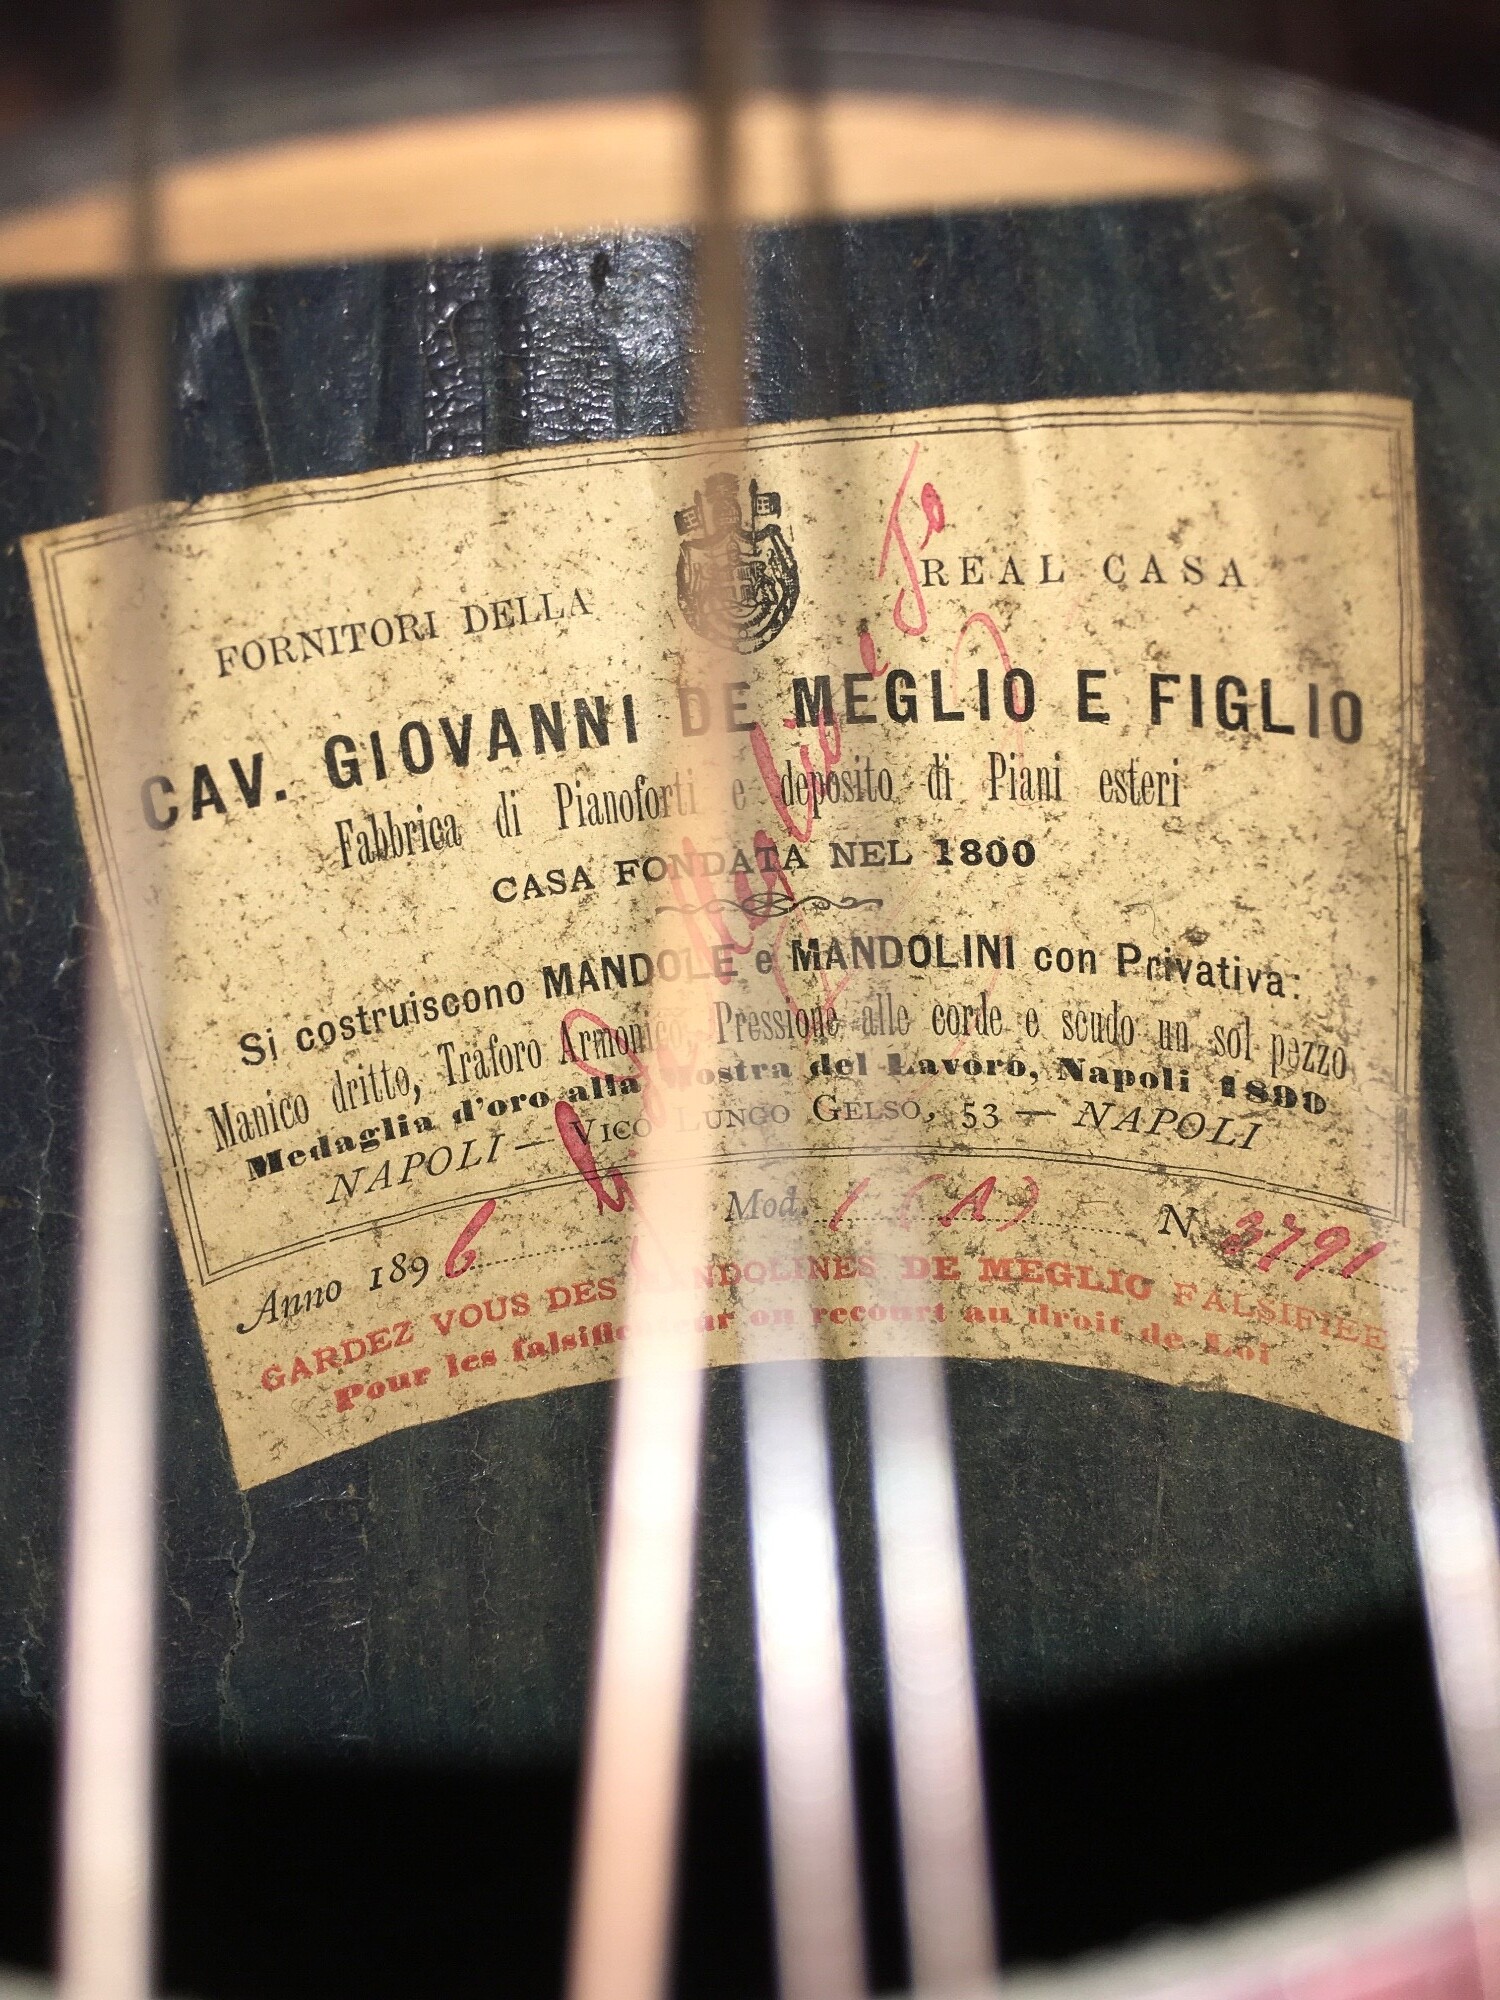 FORNITORI DELLA REAL CASA
CAV. GIOVANNI DE MEGLIO E FIGLIO
Fabbrica di Pianoforti e deposito di Piani esteri
CASA FONDATA NEL 1800
Si costruiscono MANDOLE e MANDOLINI con Privativa:
Manico dritto, Traforo Armonico, Pressione alle corde e scudo un sol pezzo
Medaglia d'oro alla Mostra del Lavoro, Napoli 1890
NAPOLI — VICO LUNGO GELSO, 53 — NAPOLI
Anno 1896 Mod. 1 (A) N. 3791
GARDEZ VOUS DES MANDOLINES DE MEGLIO FALSIFIEE
Pour les on recourt au droit de Loi